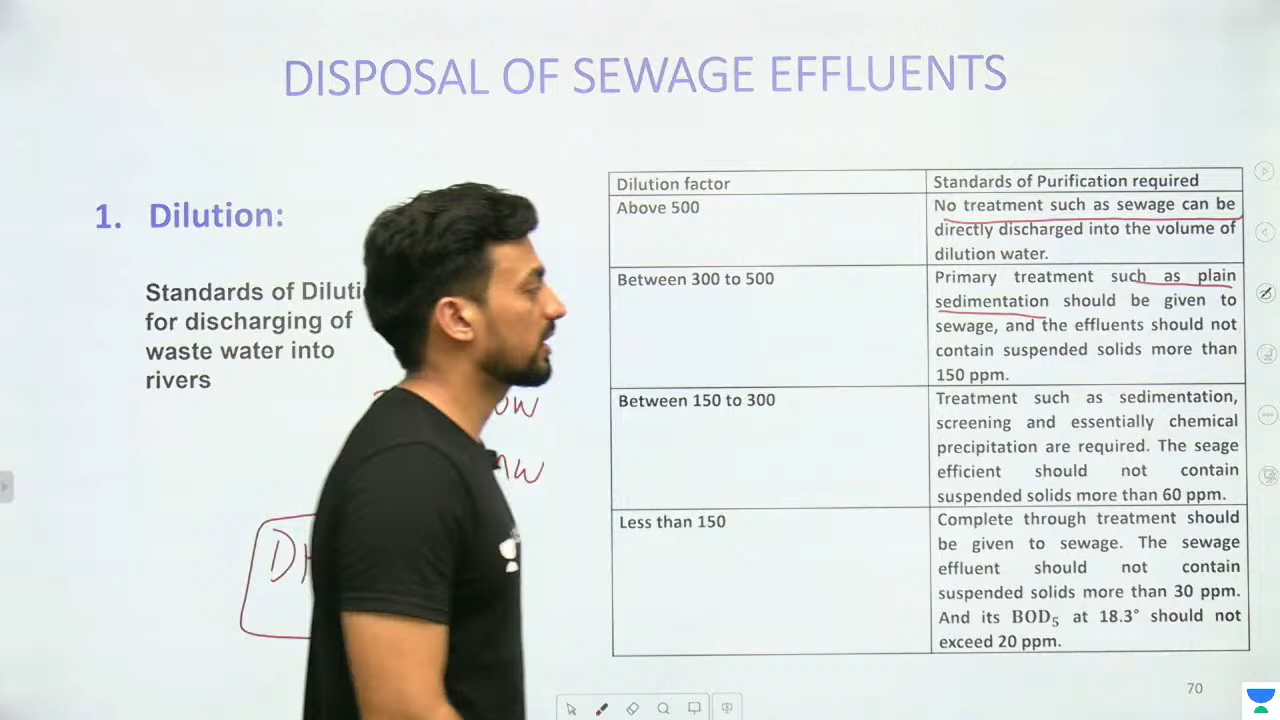 DISPOSAL OF SEWAGE EFFLUENTS
1. Dilution:
Standards of
for discharging of
waste water into
rivers
Dilution factor
Standards of Purification required
Above 500
No treatment such as sewage can be
directly discharged into the volume of
dilution water.
Between 300 to 500
Primary treatment such as plain
sedimentation should be given to
sewage, and the effluents should not
contain suspended solids more than
150 ppm.
Between 150 to 300
Treatment such as sedimentation,
screening and essentially chemical
precipitation are required. The seage
efficient should not contain
suspended solids more than 60 ppm.
Less than 150
Complete through treatment should
be given to sewage. The sewage
effluent should not contain
suspended solids more than 30 ppm.
And its BOD₅ at 18.3° should not
exceed 20 ppm.
70